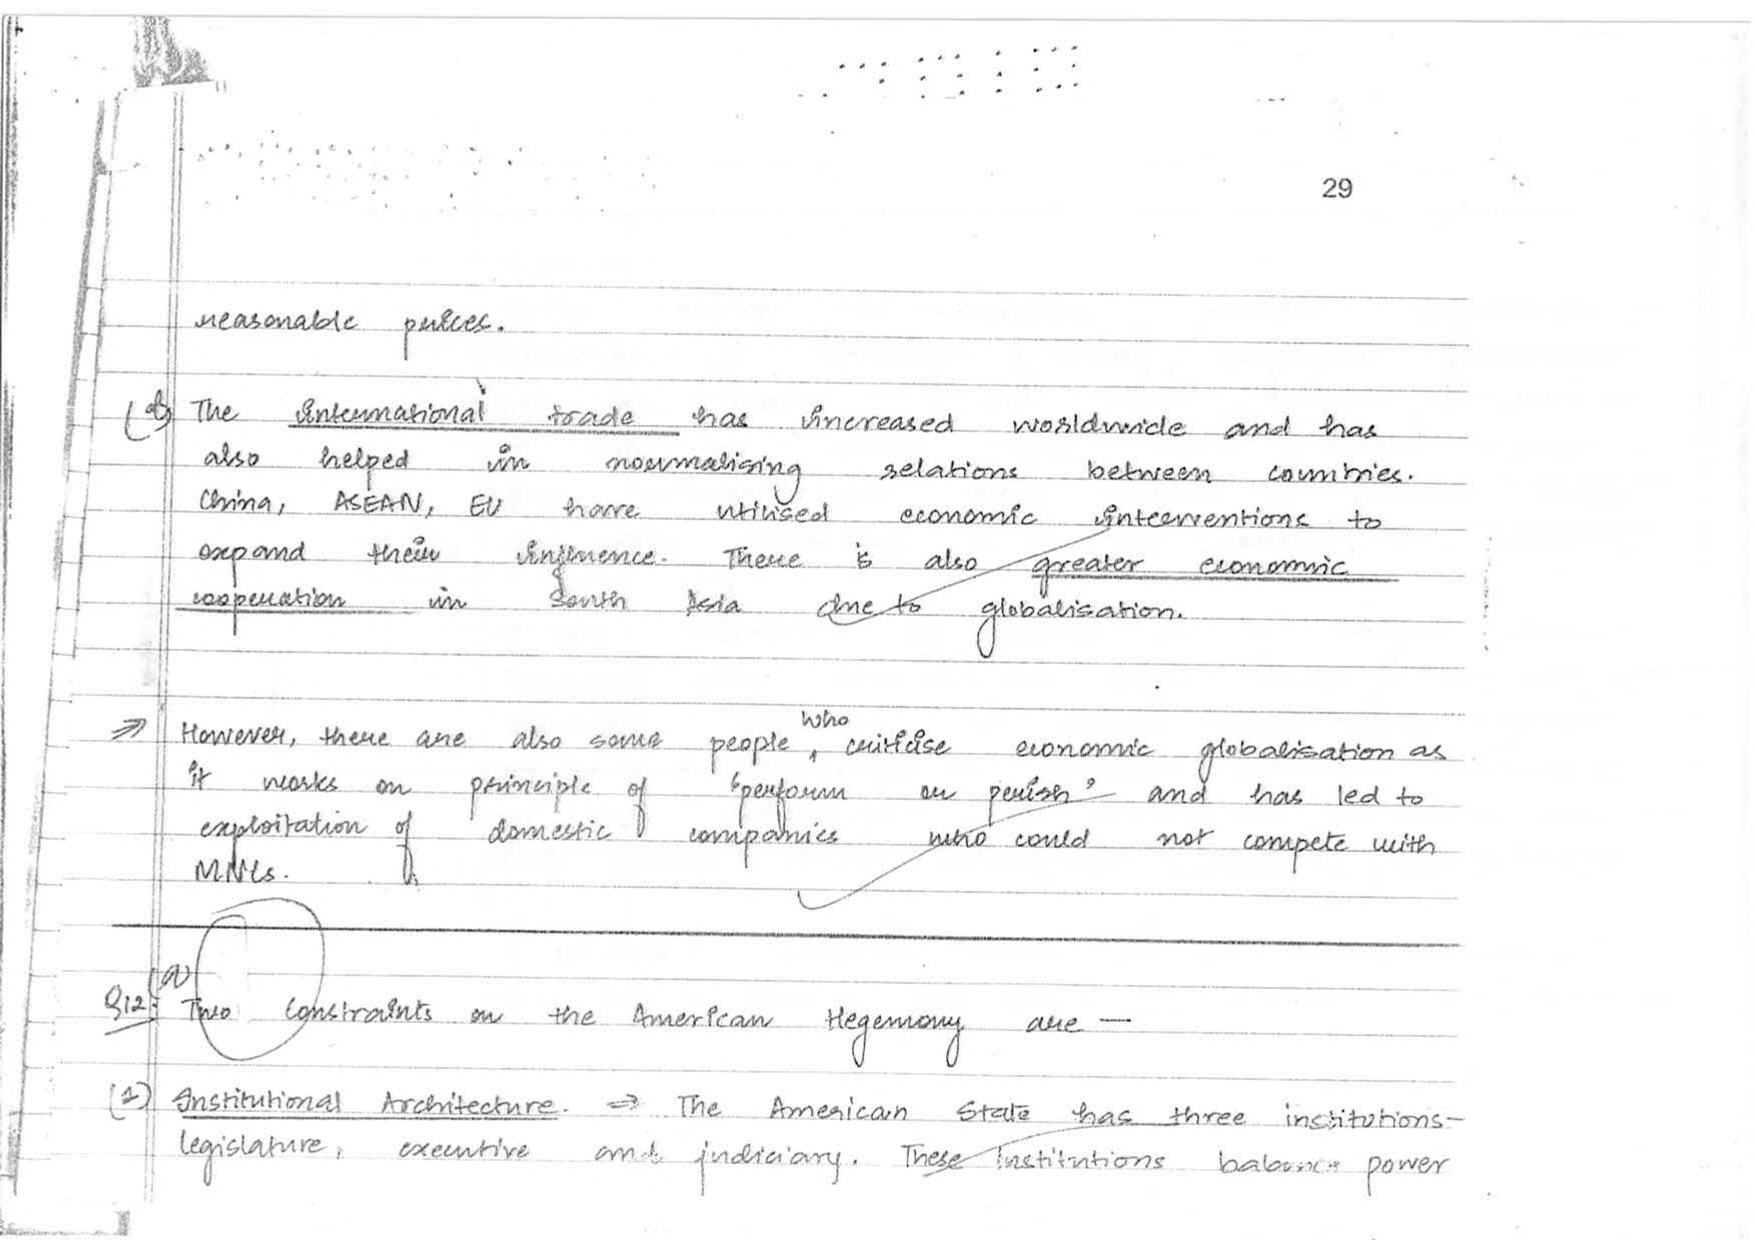 29
reasonable prices.
The international trade has increased worldwide and has
also helped in normalising relations between countries.
China, ASEAN, EU have utilised economic interventions to
expand their influence. There is also greater economic
cooperation in South Asia due to globalisation.
⇒ However, there are also some people who criticise economic globalisation as
it works on principle of "perform or perish" and has led to
exploitation of domestic companies who could not compete with
MNCs.
(a)
Q12. Two Constraints on the American Hegemony are —
(1) Institutional Architecture. ⇒ The American State has three institutions—
legislature, executive and judiciary. These Institutions balance power